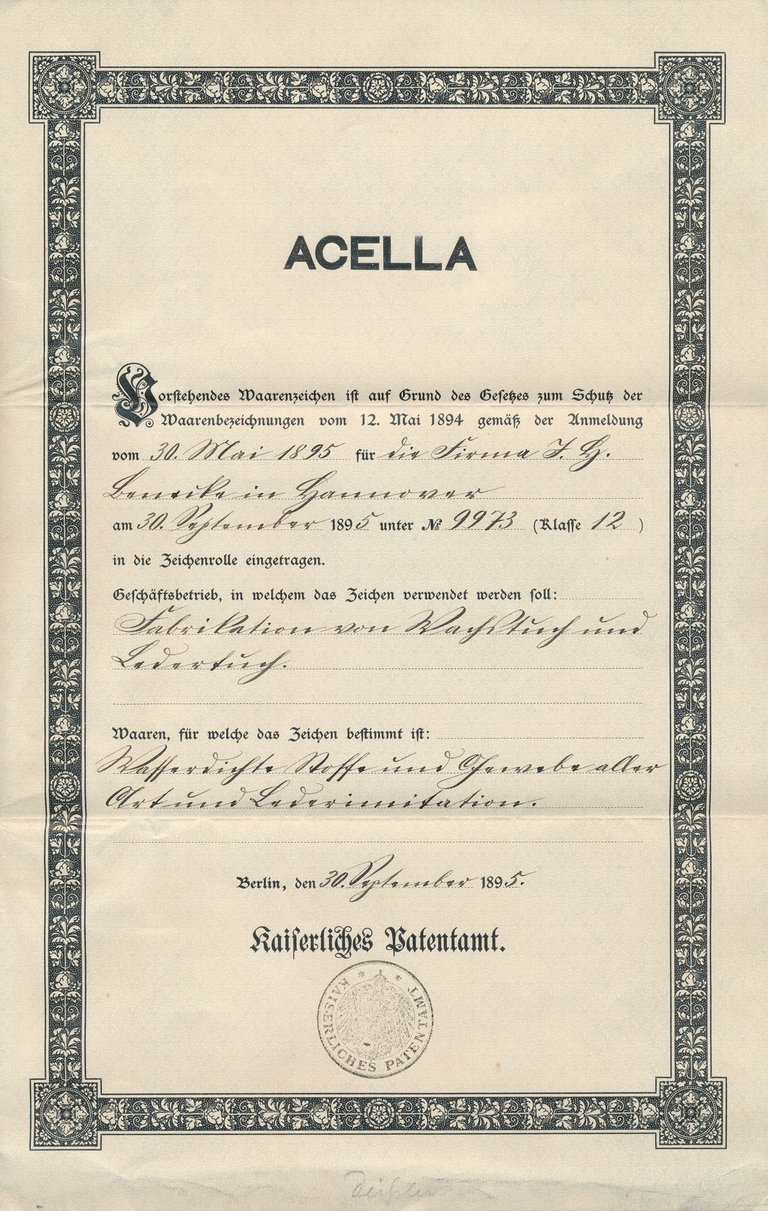 ACELLA
Vorstehendes Waarenzeichen ist auf Grund des Gesetzes zum Schutz der
Waarenbezeichnungen vom 12. Mai 1894 gemäß der Anmeldung
vom 30. Mai 1895 für die Firma J. H.
Benecke in Hannover
am 30. September 1895 unter № 9973 (Klasse 12)
in die Zeichenrolle eingetragen.
Geschäftsbetrieb, in welchem das Zeichen verwendet werden soll:
Fabrikation von Wachstuch und
Ledertuch.
Waaren, für welche das Zeichen bestimmt ist:
Wasserdichte Stoffe und Gewebe aller
Art und Lederimitation.
Berlin, den 30. September 1895.
Kaiserliches Patentamt.
KAISERLICHES PATENTAMT